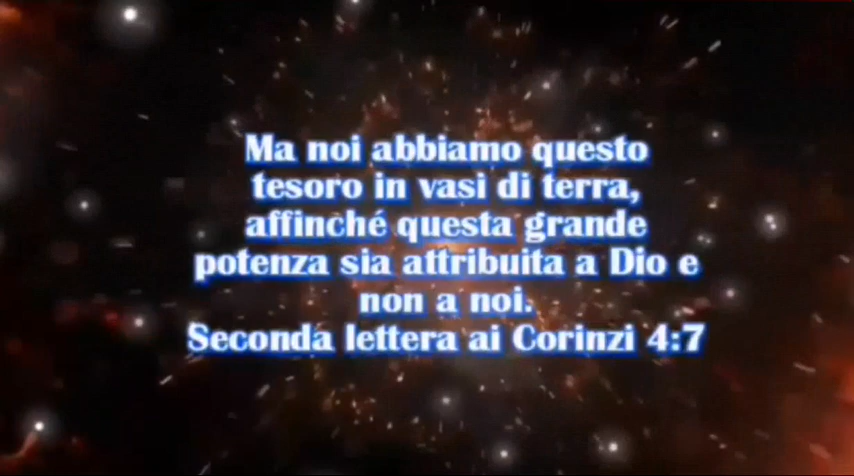 Ma noi abbiamo questo
tesoro in vasi di terra,
affinché questa grande
potenza sia attribuita a Dio e
non a noi.
Seconda lettera ai Corinzi 4:7